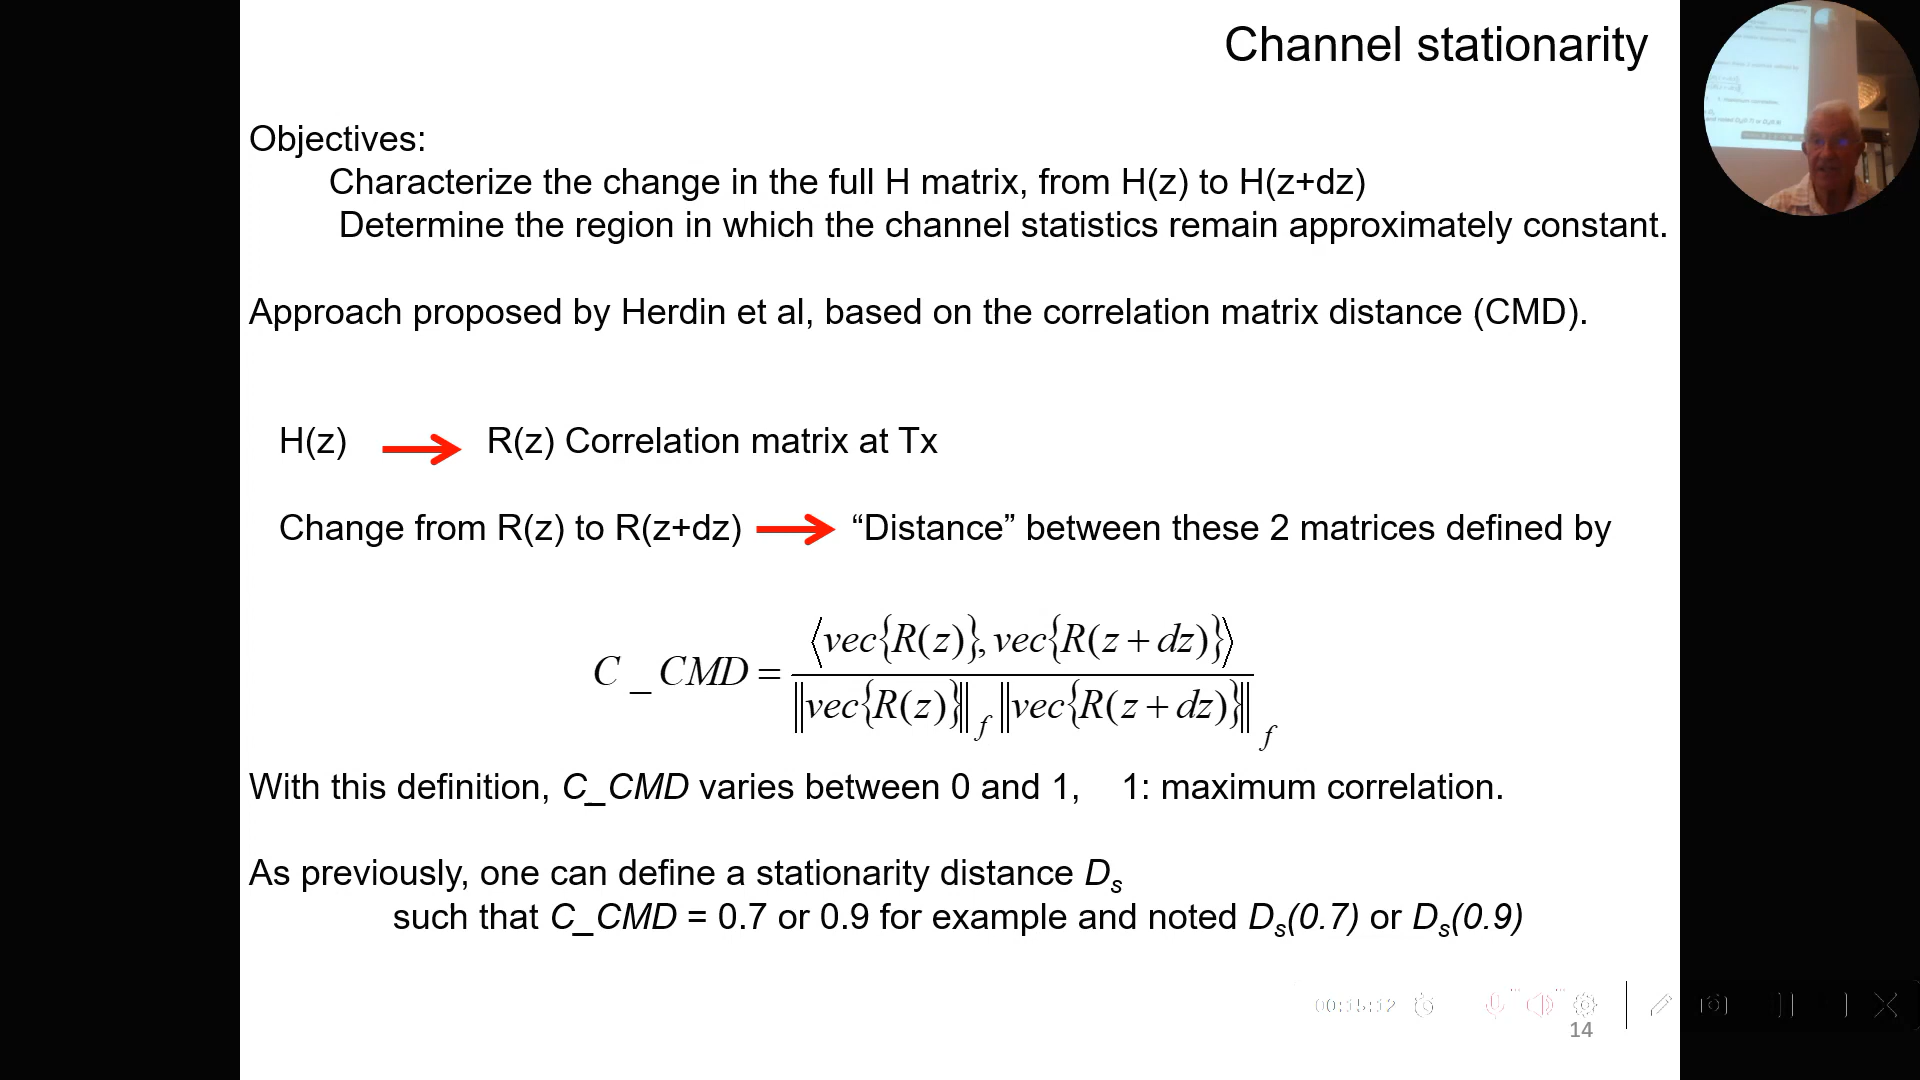 Channel stationarity
Objectives:
Characterize the change in the full H matrix, from H(z) to H(z+dz)
Determine the region in which the channel statistics remain approximately constant.
Approach proposed by Herdin et al, based on the correlation matrix distance (CMD).
H(z) R(z) Correlation matrix at Tx
Change from R(z) to R(z+dz) “Distance” between these 2 matrices defined by
C _ CMD = ⟨vec{R(z)}, vec{R(z + dz)}⟩
‖vec{R(z)}‖ f ‖vec{R(z + dz)}‖ f
With this definition, C_CMD varies between 0 and 1, 1: maximum correlation.
As previously, one can define a stationarity distance Ds
such that C_CMD = 0.7 or 0.9 for example and noted Ds(0.7) or Ds(0.9)
00:15:12
14